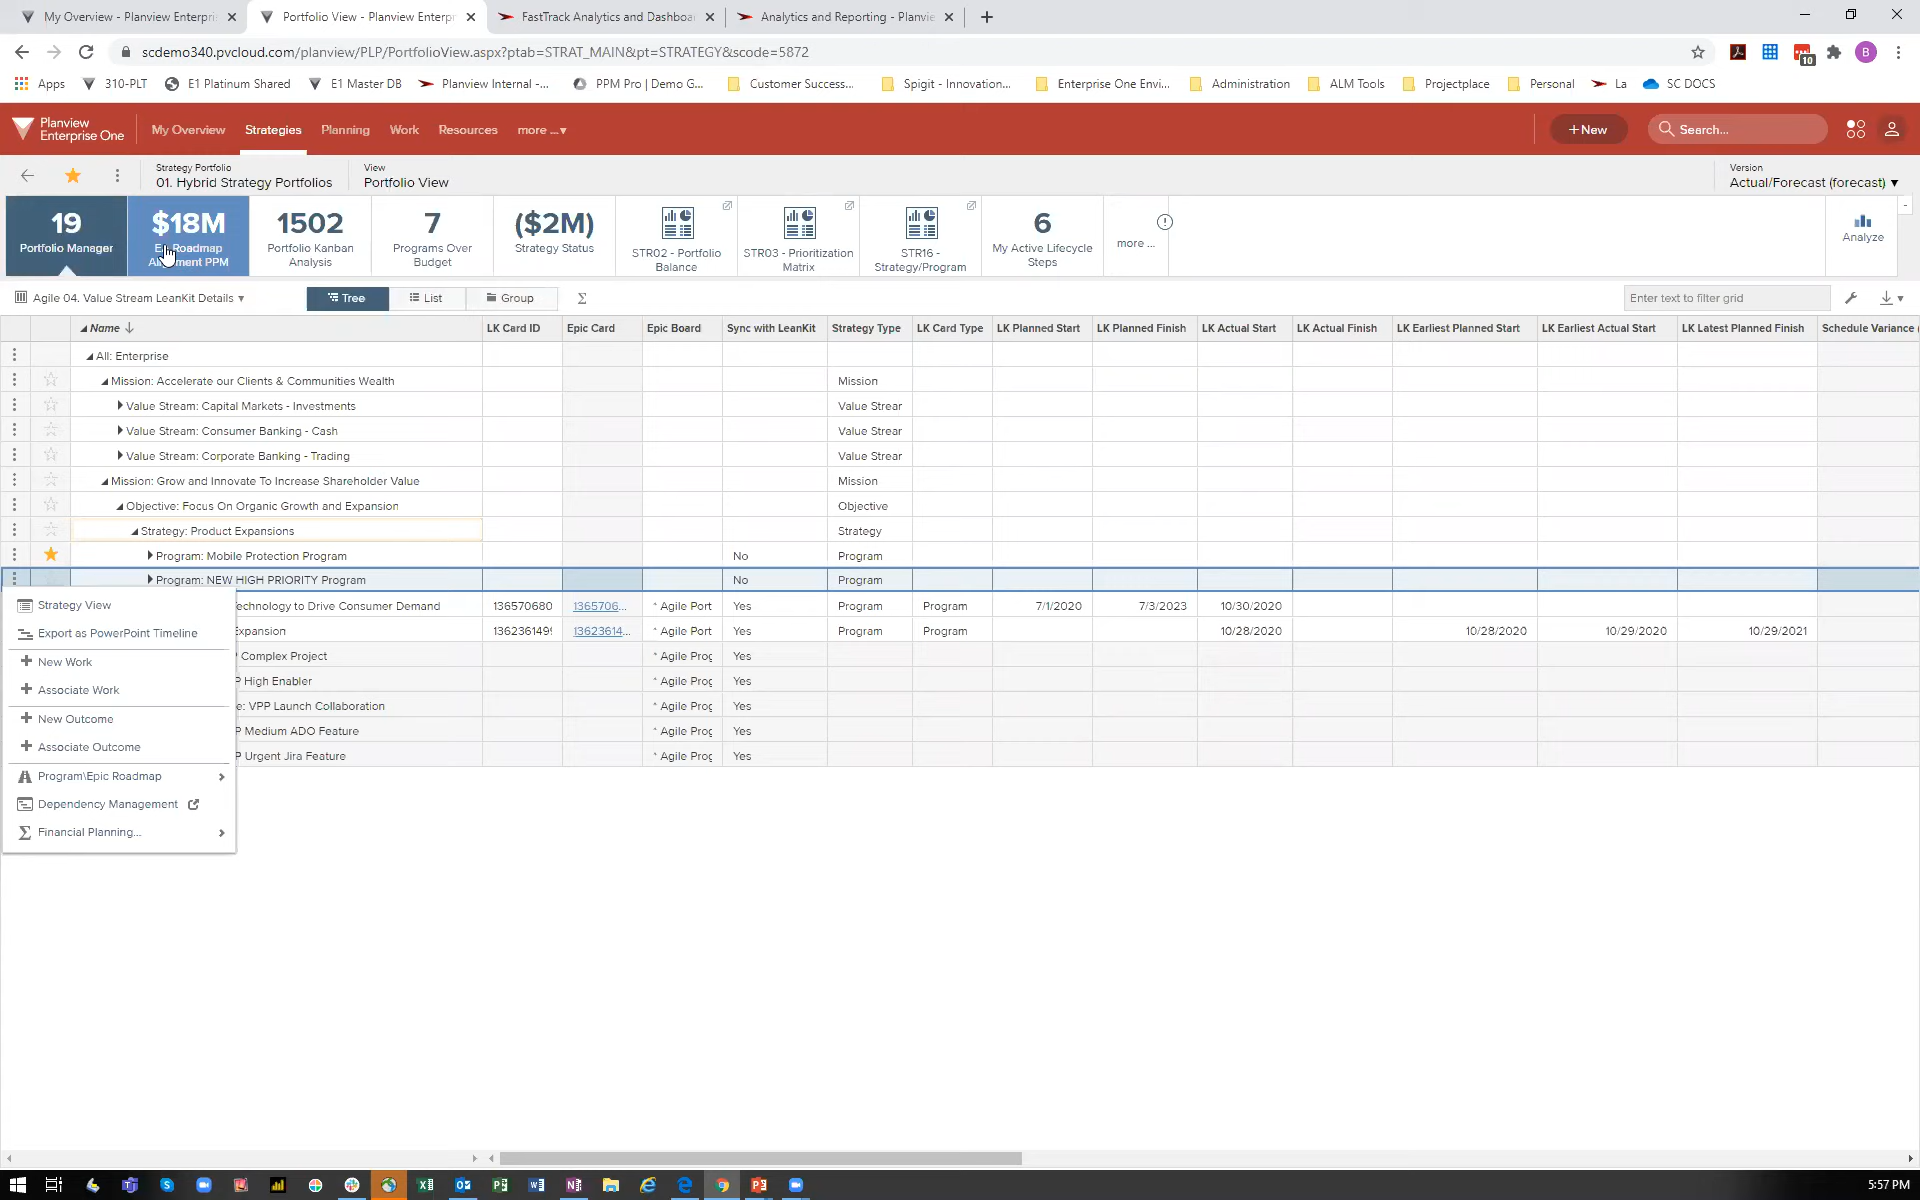 My Overview - Planview Enterpri
Portfolio View - Planview Enterpr
FastTrack Analytics and Dashboa
Analytics and Reporting - Planvie
scdemo340.pvcloud.com/planview/PLP/PortfolioView.aspx?ptab=STRAT_MAIN&pt=STRATEGY&scode=5872
10
B
Apps
310-PLT
E1 Platinum Shared
E1 Master DB
Planview Internal -...
PPM Pro | Demo G...
Customer Success...
Spigit - Innovation...
Enterprise One Envi...
Administration
ALM Tools
Projectplace
Personal
La
SC DOCS
Planview
Enterprise One
My Overview
Strategies
Planning
Work
Resources
more ...
+New
Search...
Strategy Portfolio
01. Hybrid Strategy Portfolios
View
Portfolio View
Version
Actual/Forecast (forecast)
19
Portfolio Manager
$18M
Roadmap
PPM
1502
Portfolio Kanban
Analysis
7
Programs Over
Budget
($2M)
Strategy Status
STR02 - Portfolio
Balance
STR03 - Prioritization
Matrix
STR16 -
Strategy/Program
6
My Active Lifecycle
Steps
more ...
Analyze
Agile 04. Value Stream LeanKit Details
Tree
List
Group
Σ
Enter text to filter grid
Name LK Card ID Epic Card Epic Board Sync with LeanKit Strategy Type LK Card Type LK Planned Start LK Planned Finish LK Actual Start LK Actual Finish LK Earliest Planned Start LK Earliest Actual Start LK Latest Planned Finish Schedule Variance (
All: Enterprise
Mission: Accelerate our Clients & Communities Wealth Mission
Value Stream: Capital Markets - Investments Value Strear
Value Stream: Consumer Banking - Cash Value Strear
Value Stream: Corporate Banking - Trading Value Strear
Mission: Grow and Innovate To Increase Shareholder Value Mission
Objective: Focus On Organic Growth and Expansion Objective
Strategy: Product Expansions Strategy
Program: Mobile Protection Program No Program
Program: NEW HIGH PRIORITY Program No Program
echnology to Drive Consumer Demand 136570680 1365706... * Agile Port Yes Program Program 7/1/2020 7/3/2023 10/30/2020
Expansion 136236149 13623614... * Agile Port Yes Program Program 10/28/2020 10/28/2020 10/29/2020 10/29/2021
P Complex Project * Agile Prog Yes
P High Enabler * Agile Prog Yes
e: VPP Launch Collaboration * Agile Prog Yes
P Medium ADO Feature * Agile Prog Yes
P Urgent Jira Feature * Agile Prog Yes
Strategy View
Export as PowerPoint Timeline
New Work
Associate Work
New Outcome
Associate Outcome
Program\Epic Roadmap
Dependency Management
Financial Planning...
5:57 PM